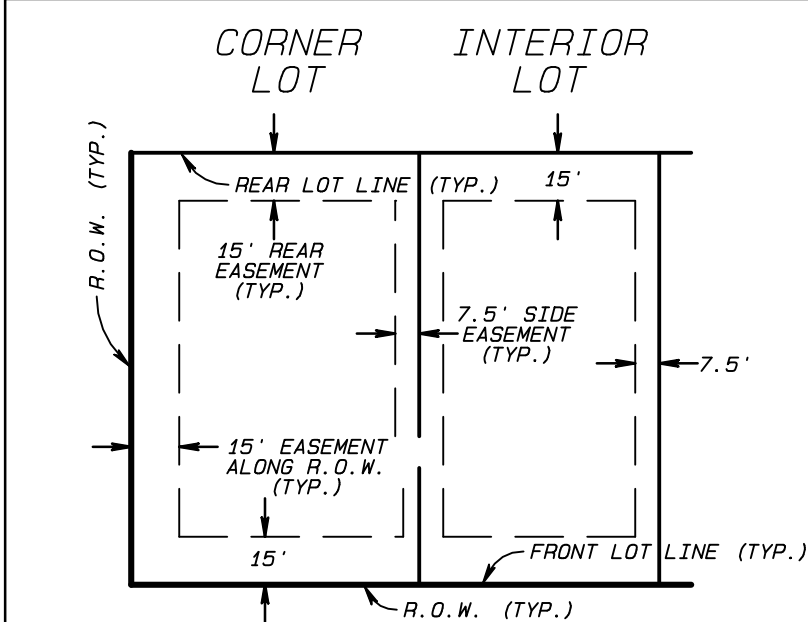 CORNER
LOT
INTERIOR
LOT
R.O.W. (TYP.)
REAR LOT LINE (TYP.)
15'
15' REAR
EASEMENT
(TYP.)
7.5' SIDE
EASEMENT
(TYP.)
7.5'
15' EASEMENT
ALONG R.O.W.
(TYP.)
15'
FRONT LOT LINE (TYP.)
R.O.W. (TYP.)